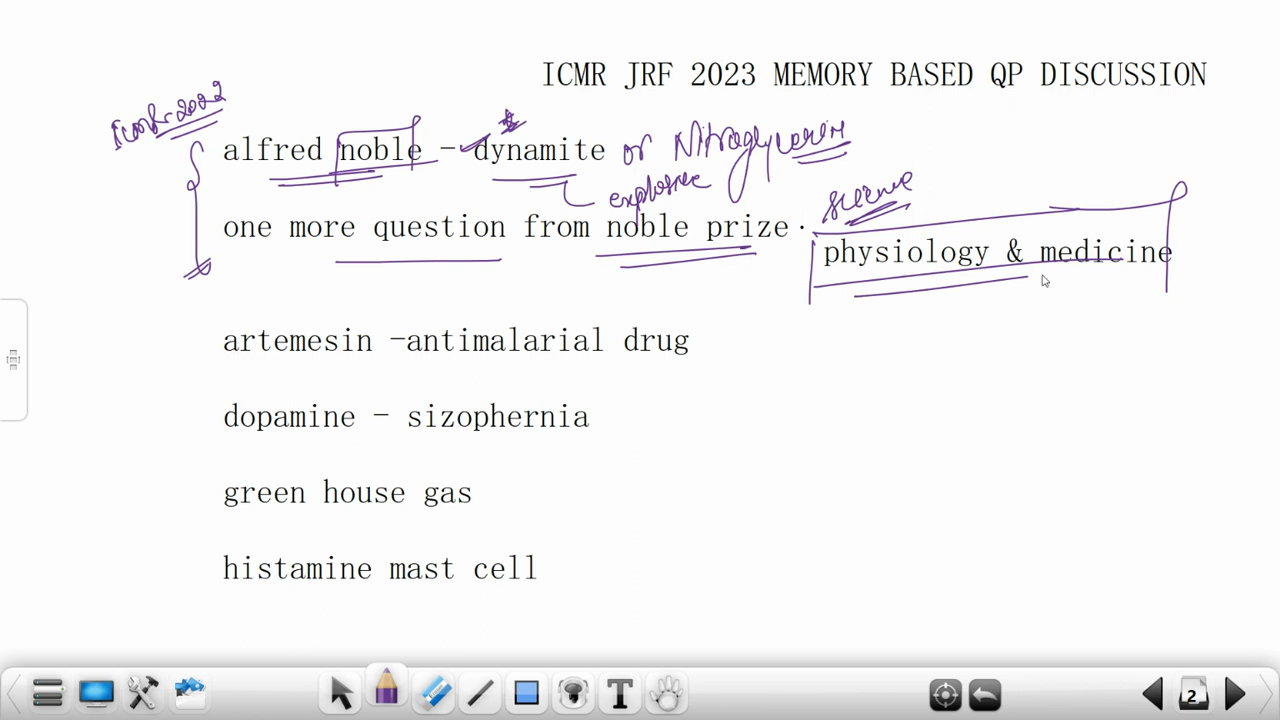 ICMR JRF 2023 MEMORY BASED QP DISCUSSION
Icmr-2022
alfred noble - dynamite or Nitroglycerin
explosive
one more question from noble prize. science
physiology & medicine
artemesin -antimalarial drug
dopamine - sizophernia
green house gas
histamine mast cell
2